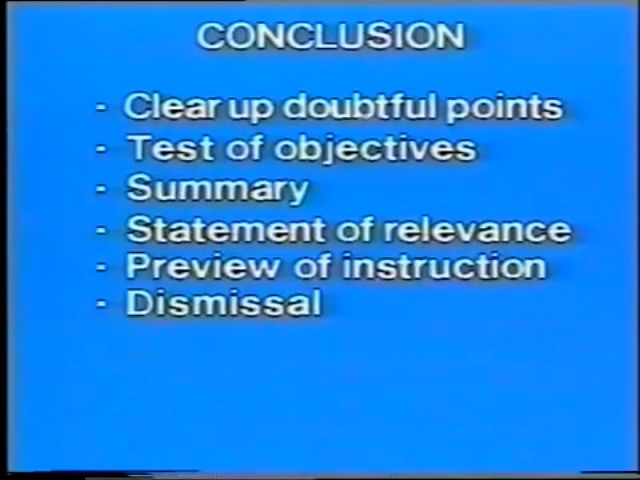 CONCLUSION
- Clear up doubtful points
- Test of objectives
- Summary
- Statement of relevance
- Preview of instruction
- Dismissal